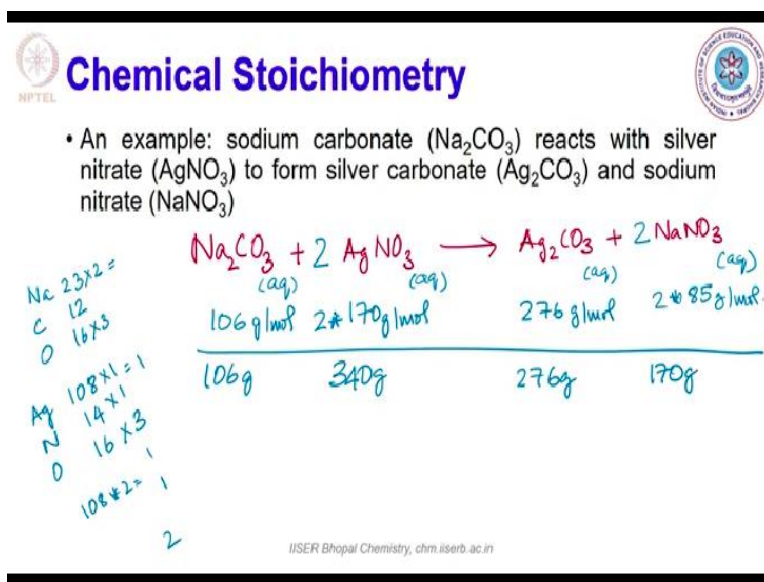 NPTEL
Chemical Stoichiometry
• An example: sodium carbonate (Na₂CO₃) reacts with silver
nitrate (AgNO₃) to form silver carbonate (Ag₂CO₃) and sodium
nitrate (NaNO₃)
Na₂CO₃ + 2 AgNO₃ → Ag₂CO₃ + 2 NaNO₃
(aq) (aq) (aq) (aq)
106 g/mol 2*170g/mol 276 g/mol 2*85g/mol.
106g 340g 276g 170g
Na 23×2=
C 12
O 16×3
Ag 108×1=1
N 14×1
O 16×3
1
108*2= 1
2
IISER Bhopal Chemistry, chm.iiserb.ac.in